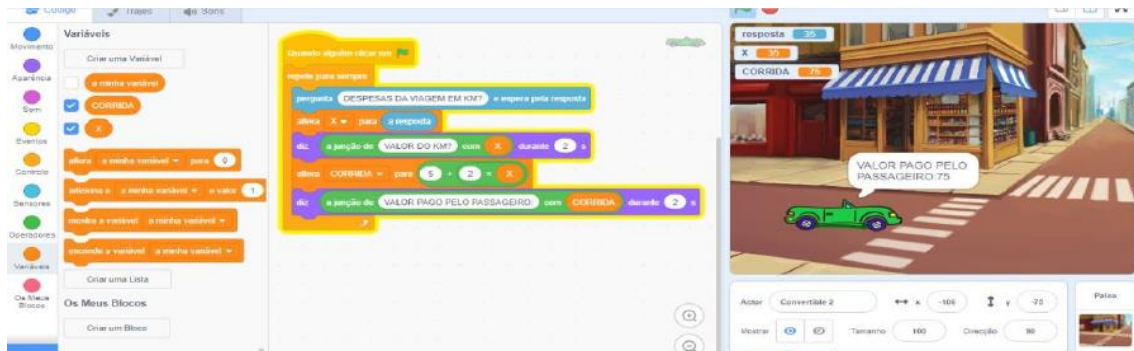 Código
Trajes
Sons
Movimento
Aparência
Som
Eventos
Controlo
Sensores
Operadores
Variáveis
Os Meus
Blocos
Variáveis
Criar uma Variável
a minha variável
CORRIDA
X
altera a minha variável para 0
adiciona a a minha variável o valor 1
mostra a variável a minha variável
esconde a variável a minha variável
Criar uma Lista
Os Meus Blocos
Criar um Bloco
Quando alguém clicar em
repete para sempre
pergunta DESPESAS DA VIAGEM EM KM? e espera pela resposta
altera X para a resposta
diz a junção de VALOR DO KM? com X durante 2 s
altera CORRIDA para 5 + 2 × X
diz a junção de VALOR PAGO PELO PASSAGEIRO: com CORRIDA durante 2 s
resposta 35
X 35
CORRIDA 75
VALOR PAGO PELO
PASSAGEIRO:75
Actor Convertible 2 x -106 y -73
Mostrar Tamanho 100 Direcção 90
Palco